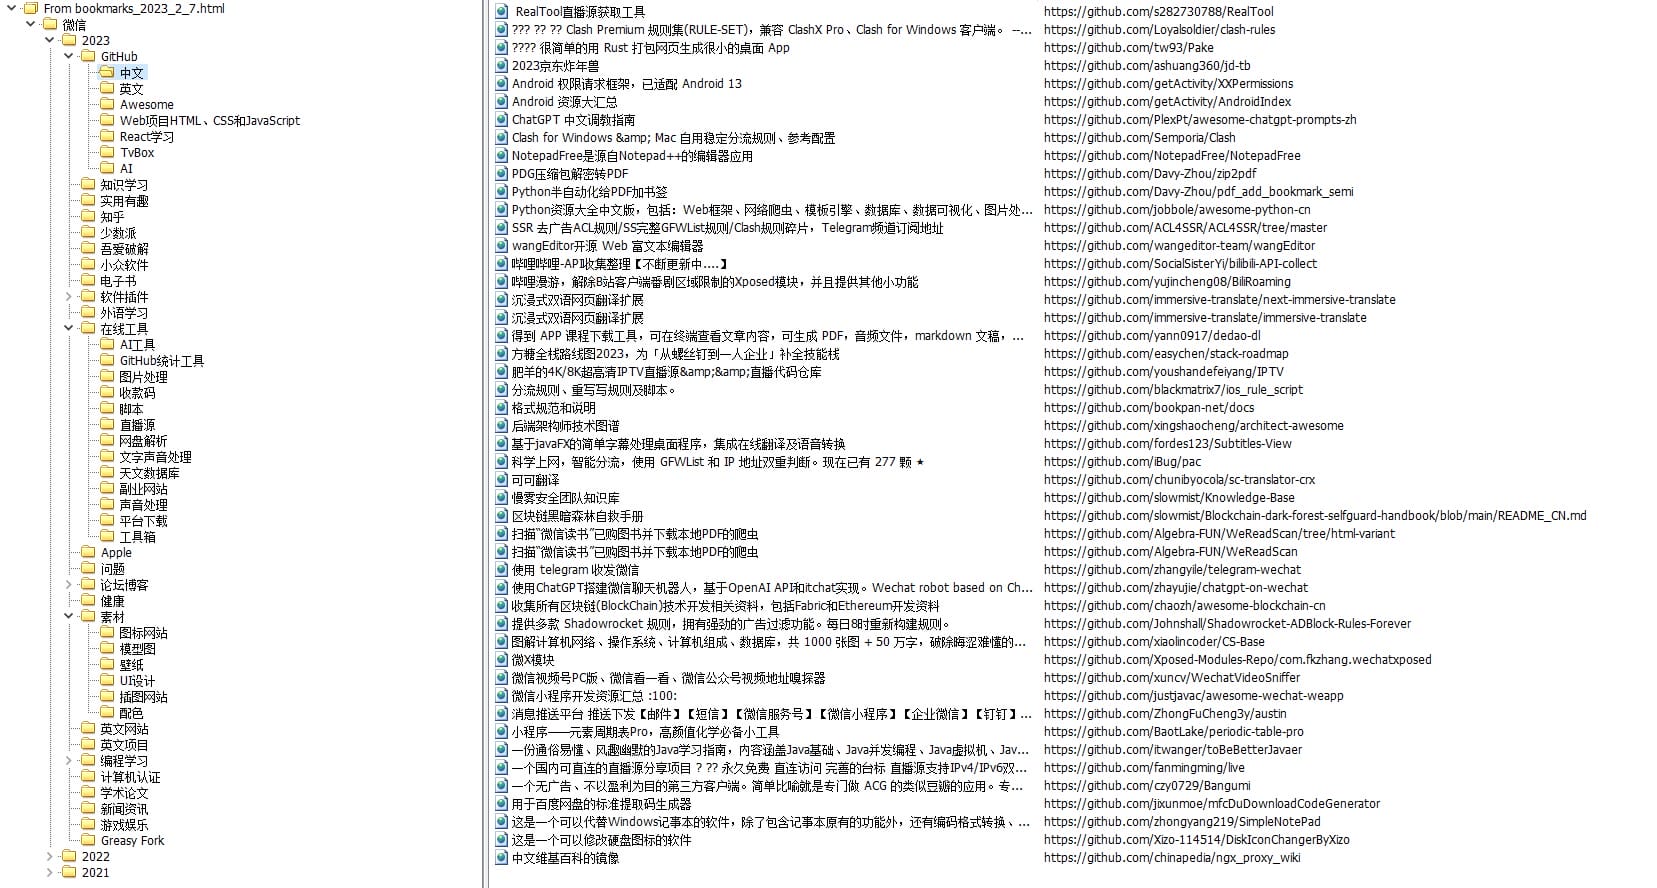 From bookmarks_2023_2_7.html
微信
2023
GitHub
中文
英文
Awesome
Web项目HTML、CSS和JavaScript
React学习
TvBox
AI
知识学习
实用有趣
知乎
少数派
吾爱破解
小众软件
电子书
软件插件
外语学习
在线工具
AI工具
GitHub统计工具
图片处理
收款码
脚本
直播源
网盘解析
文字声音处理
天文数据库
副业网站
声音处理
平台下载
工具箱
Apple
问题
论坛博客
健康
素材
图标网站
模型图
壁纸
UI设计
插图网站
配色
英文网站
英文项目
编程学习
计算机认证
学术论文
新闻资讯
游戏娱乐
Greasy Fork
2022
2021
RealTool直播源获取工具 https://github.com/s282730788/RealTool
??? ?? ?? Clash Premium 规则集(RULE-SET)，兼容 ClashX Pro、Clash for Windows 客户端。 --... https://github.com/Loyalsoldier/clash-rules
???? 很简单的用 Rust 打包网页生成很小的桌面 App https://github.com/tw93/Pake
2023京东炸年兽 https://github.com/ashuang360/jd-tb
Android 权限请求框架，已适配 Android 13 https://github.com/getActivity/XXPermissions
Android 资源大汇总 https://github.com/getActivity/AndroidIndex
ChatGPT 中文调教指南 https://github.com/PlexPt/awesome-chatgpt-prompts-zh
Clash for Windows &amp; Mac 自用稳定分流规则、参考配置 https://github.com/Semporia/Clash
NotepadFree是源自Notepad++的编辑器应用 https://github.com/NotepadFree/NotepadFree
PDG压缩包解密转PDF https://github.com/Davy-Zhou/zip2pdf
Python半自动化给PDF加书签 https://github.com/Davy-Zhou/pdf_add_bookmark_semi
Python资源大全中文版，包括：Web框架、网络爬虫、模板引擎、数据库、数据可视化、图片处... https://github.com/jobbole/awesome-python-cn
SSR 去广告ACL规则/SS完整GFWList规则/Clash规则碎片，Telegram频道订阅地址 https://github.com/ACL4SSR/ACL4SSR/tree/master
wangEditor开源 Web 富文本编辑器 https://github.com/wangeditor-team/wangEditor
哔哩哔哩-API收集整理【不断更新中....】 https://github.com/SocialSisterYi/bilibili-API-collect
哔哩漫游，解除B站客户端番剧区域限制的Xposed模块，并且提供其他小功能 https://github.com/yujincheng08/BiliRoaming
沉浸式双语网页翻译扩展 https://github.com/immersive-translate/next-immersive-translate
沉浸式双语网页翻译扩展 https://github.com/immersive-translate/immersive-translate
得到 APP 课程下载工具，可在终端查看文章内容，可生成 PDF，音频文件，markdown 文稿，... https://github.com/yann0917/dedao-dl
方糖全栈路线图2023，为「从螺丝钉到一人企业」补全技能栈 https://github.com/easychen/stack-roadmap
肥羊的4K/8K超高清IPTV直播源&amp;&amp;直播代码仓库 https://github.com/youshandefeiyang/IPTV
分流规则、重写写规则及脚本。 https://github.com/blackmatrix7/ios_rule_script
格式规范和说明 https://github.com/bookpan-net/docs
后端架构师技术图谱 https://github.com/xingshaocheng/architect-awesome
基于javaFX的简单字幕处理桌面程序，集成在线翻译及语音转换 https://github.com/fordes123/Subtitles-View
科学上网，智能分流，使用 GFWList 和 IP 地址双重判断。现在已有 277 颗 ★ https://github.com/iBug/pac
可可翻译 https://github.com/chunibyocola/sc-translator-crx
慢雾安全团队知识库 https://github.com/slowmist/Knowledge-Base
区块链黑暗森林自救手册 https://github.com/slowmist/Blockchain-dark-forest-selfguard-handbook/blob/main/README_CN.md
扫描“微信读书”已购图书并下载本地PDF的爬虫 https://github.com/Algebra-FUN/WeReadScan/tree/html-variant
扫描“微信读书”已购图书并下载本地PDF的爬虫 https://github.com/Algebra-FUN/WeReadScan
使用 telegram 收发微信 https://github.com/zhangyile/telegram-wechat
使用ChatGPT搭建微信聊天机器人，基于OpenAI API和itchat实现。Wechat robot based on Ch... https://github.com/zhayujie/chatgpt-on-wechat
收集所有区块链(BlockChain)技术开发相关资料，包括Fabric和Ethereum开发资料 https://github.com/chaozh/awesome-blockchain-cn
提供多款 Shadowrocket 规则，拥有强劲的广告过滤功能。每日8时重新构建规则。 https://github.com/Johnshall/Shadowrocket-ADBlock-Rules-Forever
图解计算机网络、操作系统、计算机组成、数据库，共 1000 张图 + 50 万字，破除晦涩难懂的... https://github.com/xiaolincoder/CS-Base
微X模块 https://github.com/Xposed-Modules-Repo/com.fkzhang.wechatxposed
微信视频号PC版、微信看一看、微信公众号视频地址嗅探器 https://github.com/xuncv/WechatVideoSniffer
微信小程序开发资源汇总 :100: https://github.com/justjavac/awesome-wechat-weapp
消息推送平台 推送下发【邮件】【短信】【微信服务号】【微信小程序】【企业微信】【钉钉】... https://github.com/ZhongFuCheng3y/austin
小程序——元素周期表Pro，高颜值化学必备小工具 https://github.com/BaotLake/periodic-table-pro
一份通俗易懂、风趣幽默的Java学习指南，内容涵盖Java基础、Java并发编程、Java虚拟机、Jav... https://github.com/itwanger/toBeBetterJavaer
一个国内可直连的直播源分享项目 ? ?? 永久免费 直连访问 完善的台标 直播源支持IPv4/IPv6双... https://github.com/fanmingming/live
一个无广告、不以盈利为目的第三方客户端。简单比喻就是专门做 ACG 的类似豆瓣的应用。专... https://github.com/czy0729/Bangumi
用于百度网盘的标准提取码生成器 https://github.com/jixunmoe/mfcDuDownloadCodeGenerator
这是一个可以代替Windows记事本的软件，除了包含记事本原有的功能外，还有编码格式转换、... https://github.com/zhongyang219/SimpleNotePad
这是一个可以修改硬盘图标的软件 https://github.com/Xizo-114514/DiskIconChangerByXizo
中文维基百科的镜像 https://github.com/chinapedia/ngx_proxy_wiki